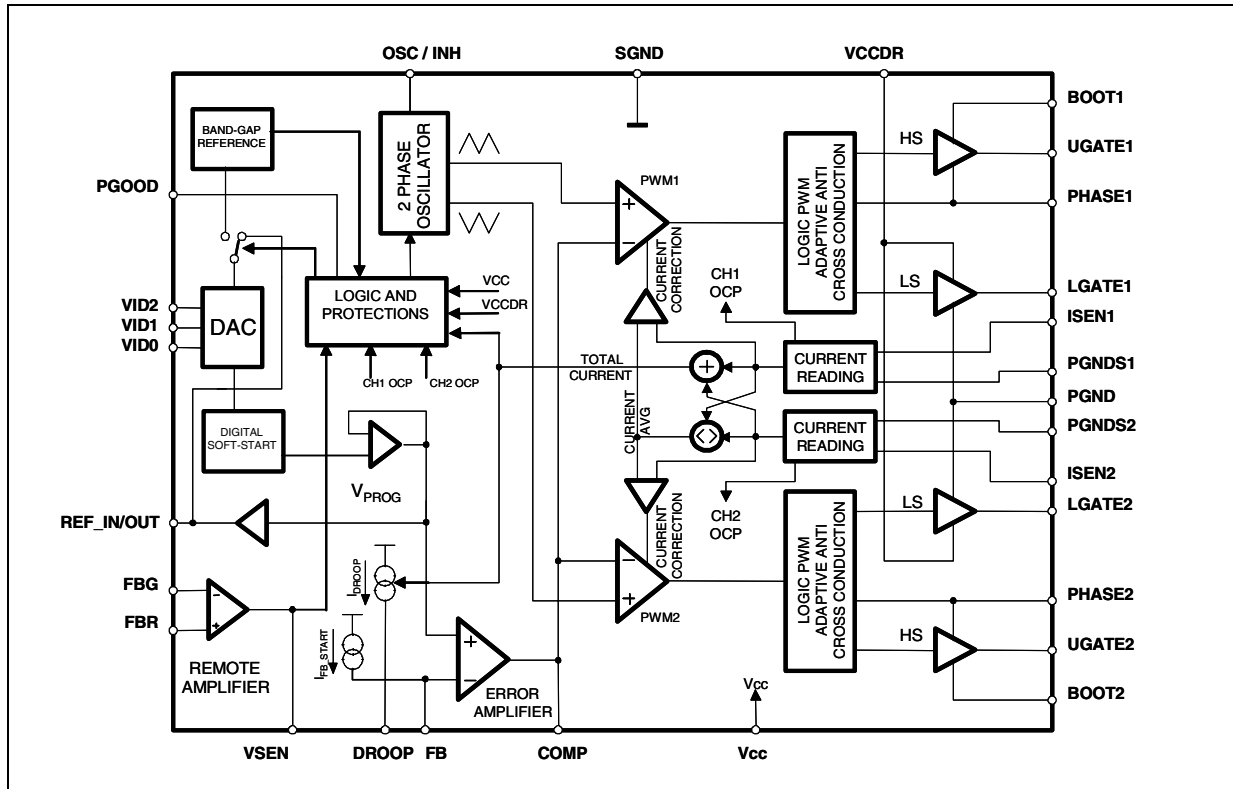 OSC / INH
SGND
VCCDR
BAND-GAP
REFERENCE
2 PHASE
OSCILLATOR
PGOOD
BOOT1
HS
UGATE1
PHASE1
PWM1
+
−
LOGIC PWM
ADAPTIVE ANTI
CROSS CONDUCTION
CURRENT
CORRECTION
CH1
OCP
LS
LGATE1
ISEN1
VID2
VID1
VID0
DAC
LOGIC AND
PROTECTIONS
VCC
VCCDR
CH1 OCP
CH2 OCP
TOTAL
CURRENT
+
CURRENT
READING
PGNDS1
PGND
PGNDS2
CURRENT
AVG
< >
CURRENT
READING
ISEN2
DIGITAL
SOFT-START
VPROG
REF_IN/OUT
CH2
OCP
LS
LGATE2
CURRENT
CORRECTION
−
+
PWM2
LOGIC PWM
ADAPTIVE ANTI
CROSS CONDUCTION
FBG
FBR
-
+
REMOTE
AMPLIFIER
IDROOP
IFB_START
+
−
ERROR
AMPLIFIER
PHASE2
HS
UGATE2
BOOT2
Vcc
VSEN
DROOP
FB
COMP
Vcc